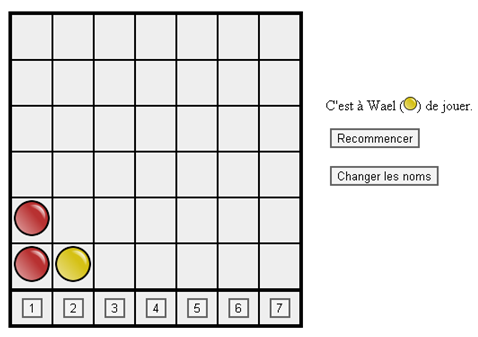 C'est à Wael () de jouer.
Recommencer
Changer les noms
1 2 3 4 5 6 7